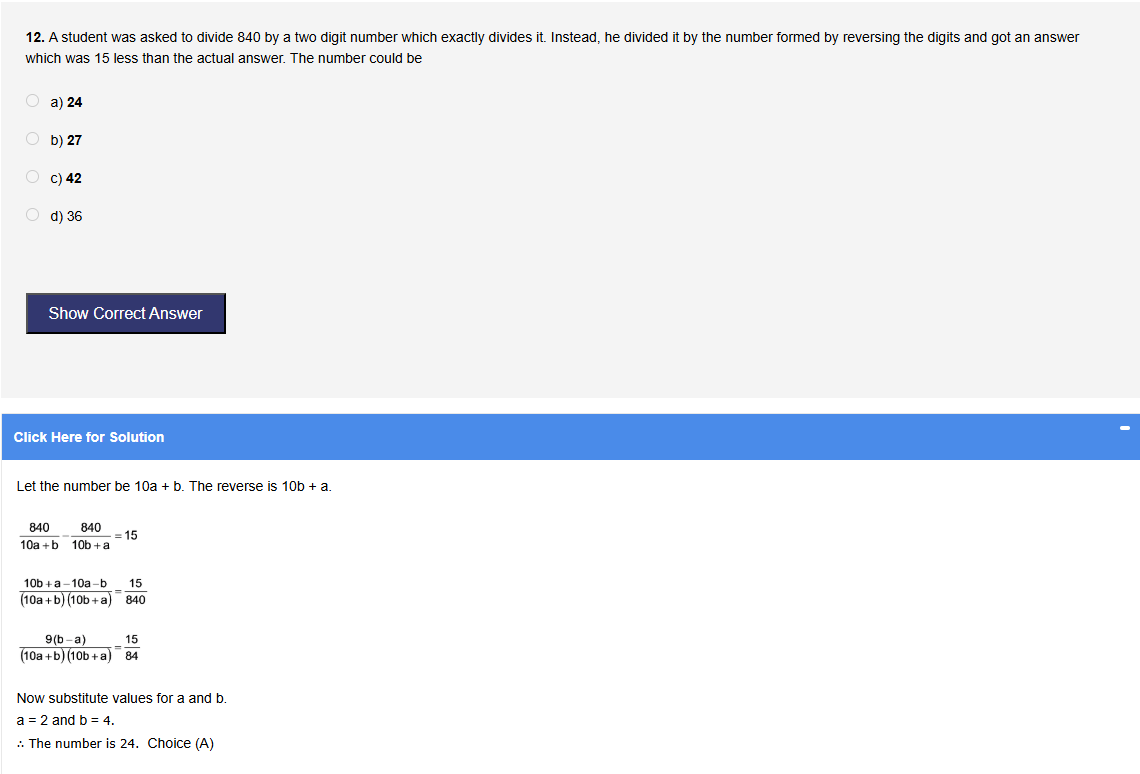 12. A student was asked to divide 840 by a two digit number which exactly divides it. Instead, he divided it by the number formed by reversing the digits and got an answer
which was 15 less than the actual answer. The number could be
a) 24
b) 27
c) 42
d) 36
Show Correct Answer
Click Here for Solution
Let the number be 10a + b. The reverse is 10b + a.
840/(10a + b) − 840/(10b + a) = 15
(10b + a − 10a − b)/((10a + b)(10b + a)) = 15/840
9(b − a)/((10a + b)(10b + a)) = 15/84
Now substitute values for a and b.
a = 2 and b = 4.
∴ The number is 24. Choice (A)